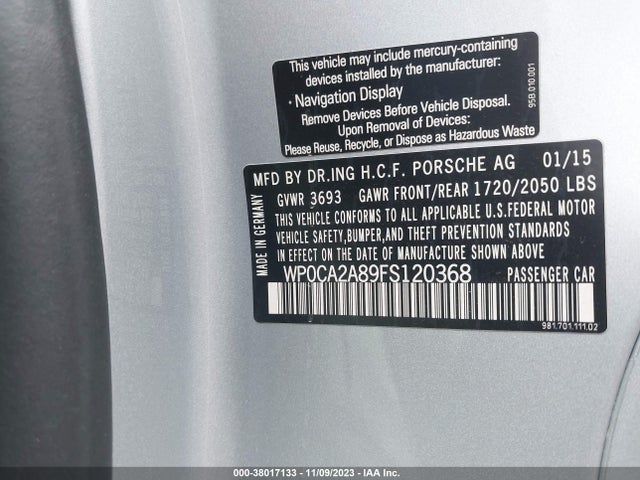 This vehicle may include mercury-containing
devices installed by the manufacturer:
· Navigation Display
Remove Devices Before Vehicle Disposal.
Upon Removal of Devices:
Please Reuse, Recycle, or Dispose as Hazardous Waste
95B.010.001
MFD BY DR.ING H.C.F. PORSCHE AG 01/15
GVWR 3693 GAWR FRONT/REAR 1720/2050 LBS
THIS VEHICLE CONFORMS TO ALL APPLICABLE U.S.FEDERAL MOTOR
VEHICLE SAFETY,BUMPER,AND THEFT PREVENTION STANDARDS
IN EFFECT ON THE DATE OF MANUFACTURE SHOWN ABOVE
WP0CA2A89FS120368 PASSENGER CAR
MADE IN GERMANY
981.701.111.02
000-38017133 - 11/09/2023 - IAA Inc.